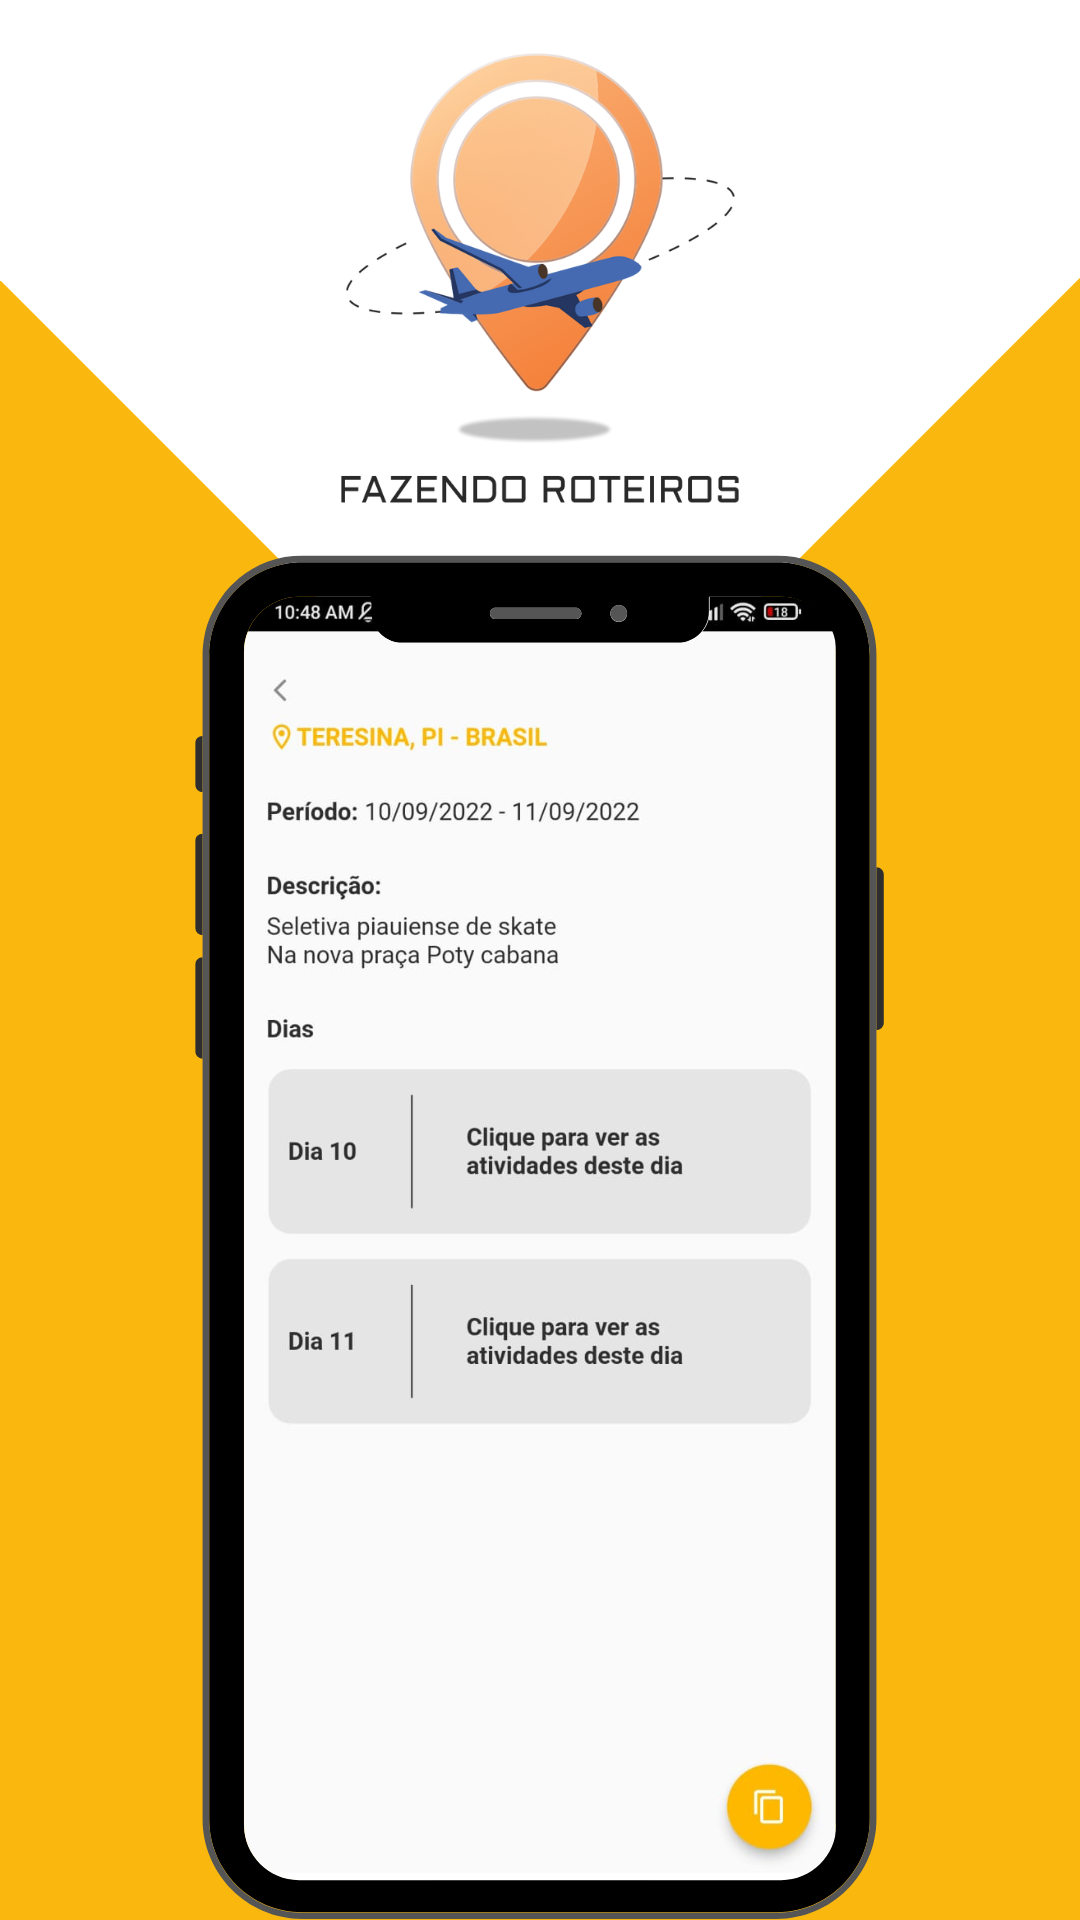 FAZENDO ROTEIROS
10:48 AM
18
TERESINA, PI - BRASIL
Período: 10/09/2022 - 11/09/2022
Descrição:
Seletiva piauiense de skate
Na nova praça Poty cabana
Dias
Dia 10
Clique para ver as
atividades deste dia
Dia 11
Clique para ver as
atividades deste dia